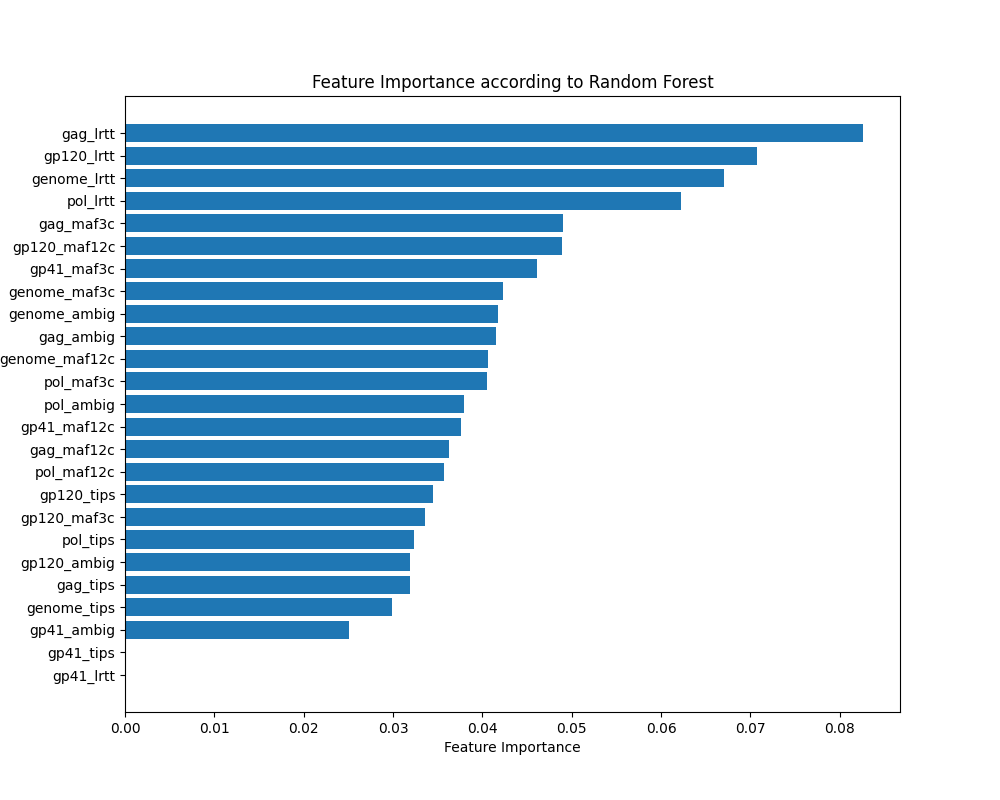 Feature Importance according to Random Forest
gag_lrtt
gp120_lrtt
genome_lrtt
pol_lrtt
gag_maf3c
gp120_maf12c
gp41_maf3c
genome_maf3c
genome_ambig
gag_ambig
genome_maf12c
pol_maf3c
pol_ambig
gp41_maf12c
gag_maf12c
pol_maf12c
gp120_tips
gp120_maf3c
pol_tips
gp120_ambig
gag_tips
genome_tips
gp41_ambig
gp41_tips
gp41_lrtt
0.00 0.01 0.02 0.03 0.04 0.05 0.06 0.07 0.08
Feature Importance